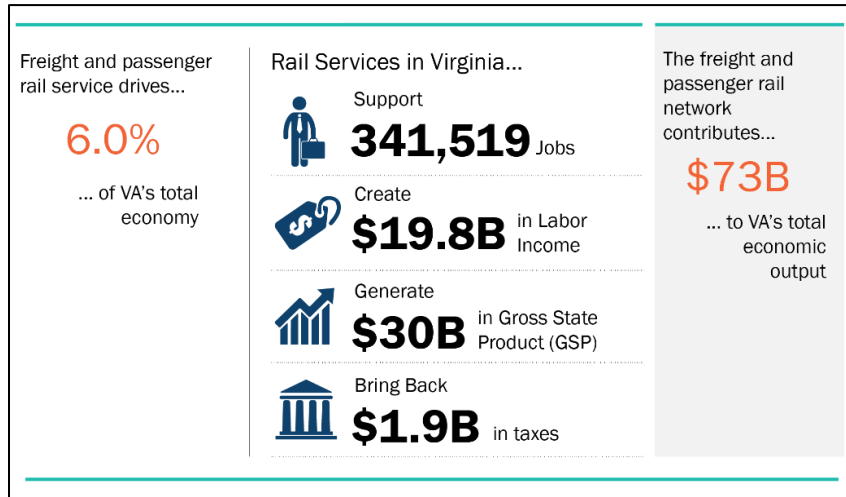 Freight and passenger
rail service drives...
6.0%
... of VA's total
economy
Rail Services in Virginia...
Support
341,519 Jobs
Create
$19.8B in Labor
Income
Generate
$30B in Gross State
Product (GSP)
Bring Back
$1.9B in taxes
The freight and
passenger rail
network
contributes...
$73B
... to VA's total
economic
output